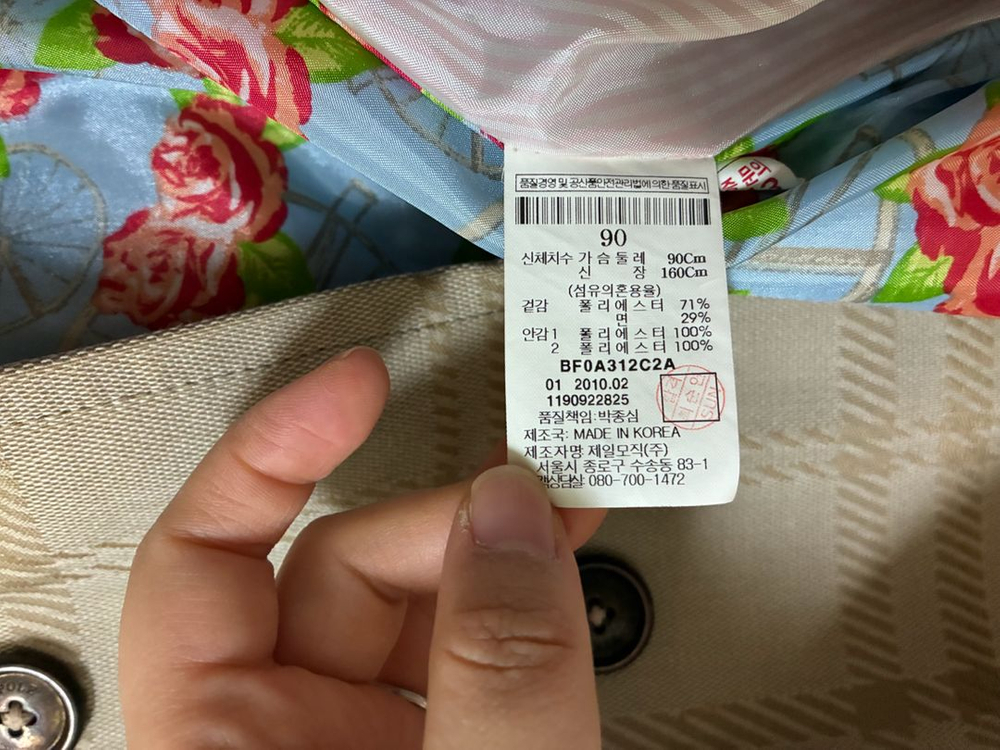 품질경영 및 공산품안전관리법에 의한 품질표시
90
신체치수 가 슴 둘 레 90Cm
신 장 160Cm
(섬유의혼용율)
겉감 폴 리 에 스 터 71%
면 29%
안감 1 폴 리 에 스 터 100%
2 폴 리 에 스 터 100%
BF0A312C2A
01 2010.02
1190922825
품질책임:박종심
제조국: MADE IN KOREA
제조자명 제일모직(주)
서울시 종로구 수송동 83-1
080-700-1472